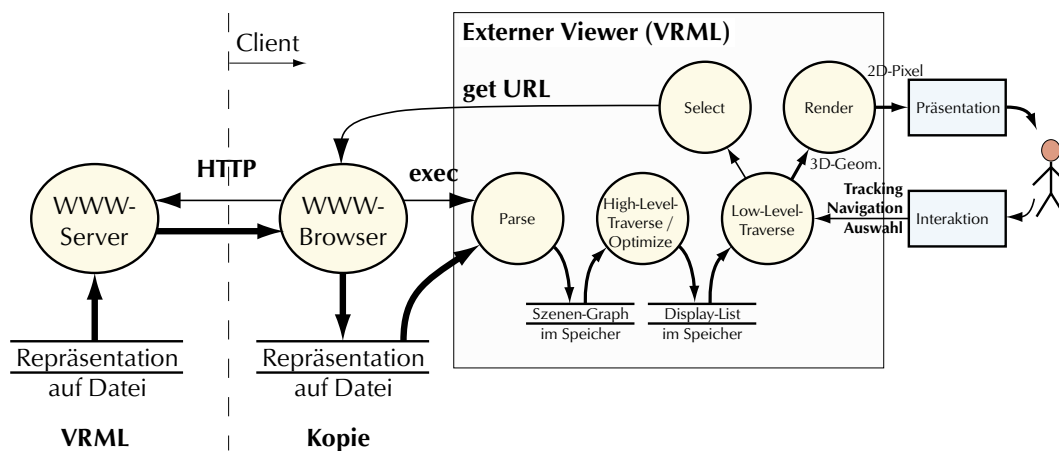 Client
Externer Viewer (VRML)
get URL
Select
Render
2D-Pixel
Präsentation
3D-Geom.
HTTP
exec
WWW-
Server
WWW-
Browser
Parse
High-Level-
Traverse /
Optimize
Low-Level-
Traverse
Tracking
Navigation
Auswahl
Interaktion
Szenen-Graph
im Speicher
Display-List
im Speicher
Repräsentation
auf Datei
Repräsentation
auf Datei
VRML
Kopie